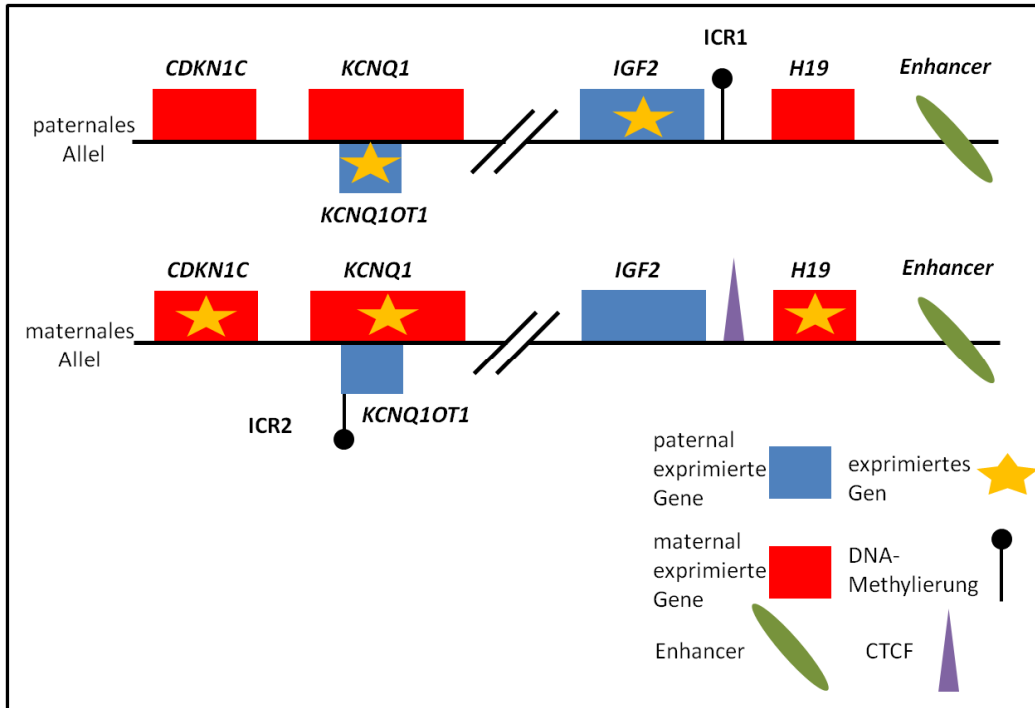 ICR1
CDKN1C KCNQ1 IGF2 H19 Enhancer
paternales
Allel
KCNQ1OT1
CDKN1C KCNQ1 IGF2 H19 Enhancer
maternales
Allel
ICR2 KCNQ1OT1
paternal
exprimierte
Gene
exprimiertes
Gen
maternal
exprimierte
Gene
DNA-
Methylierung
Enhancer
CTCF